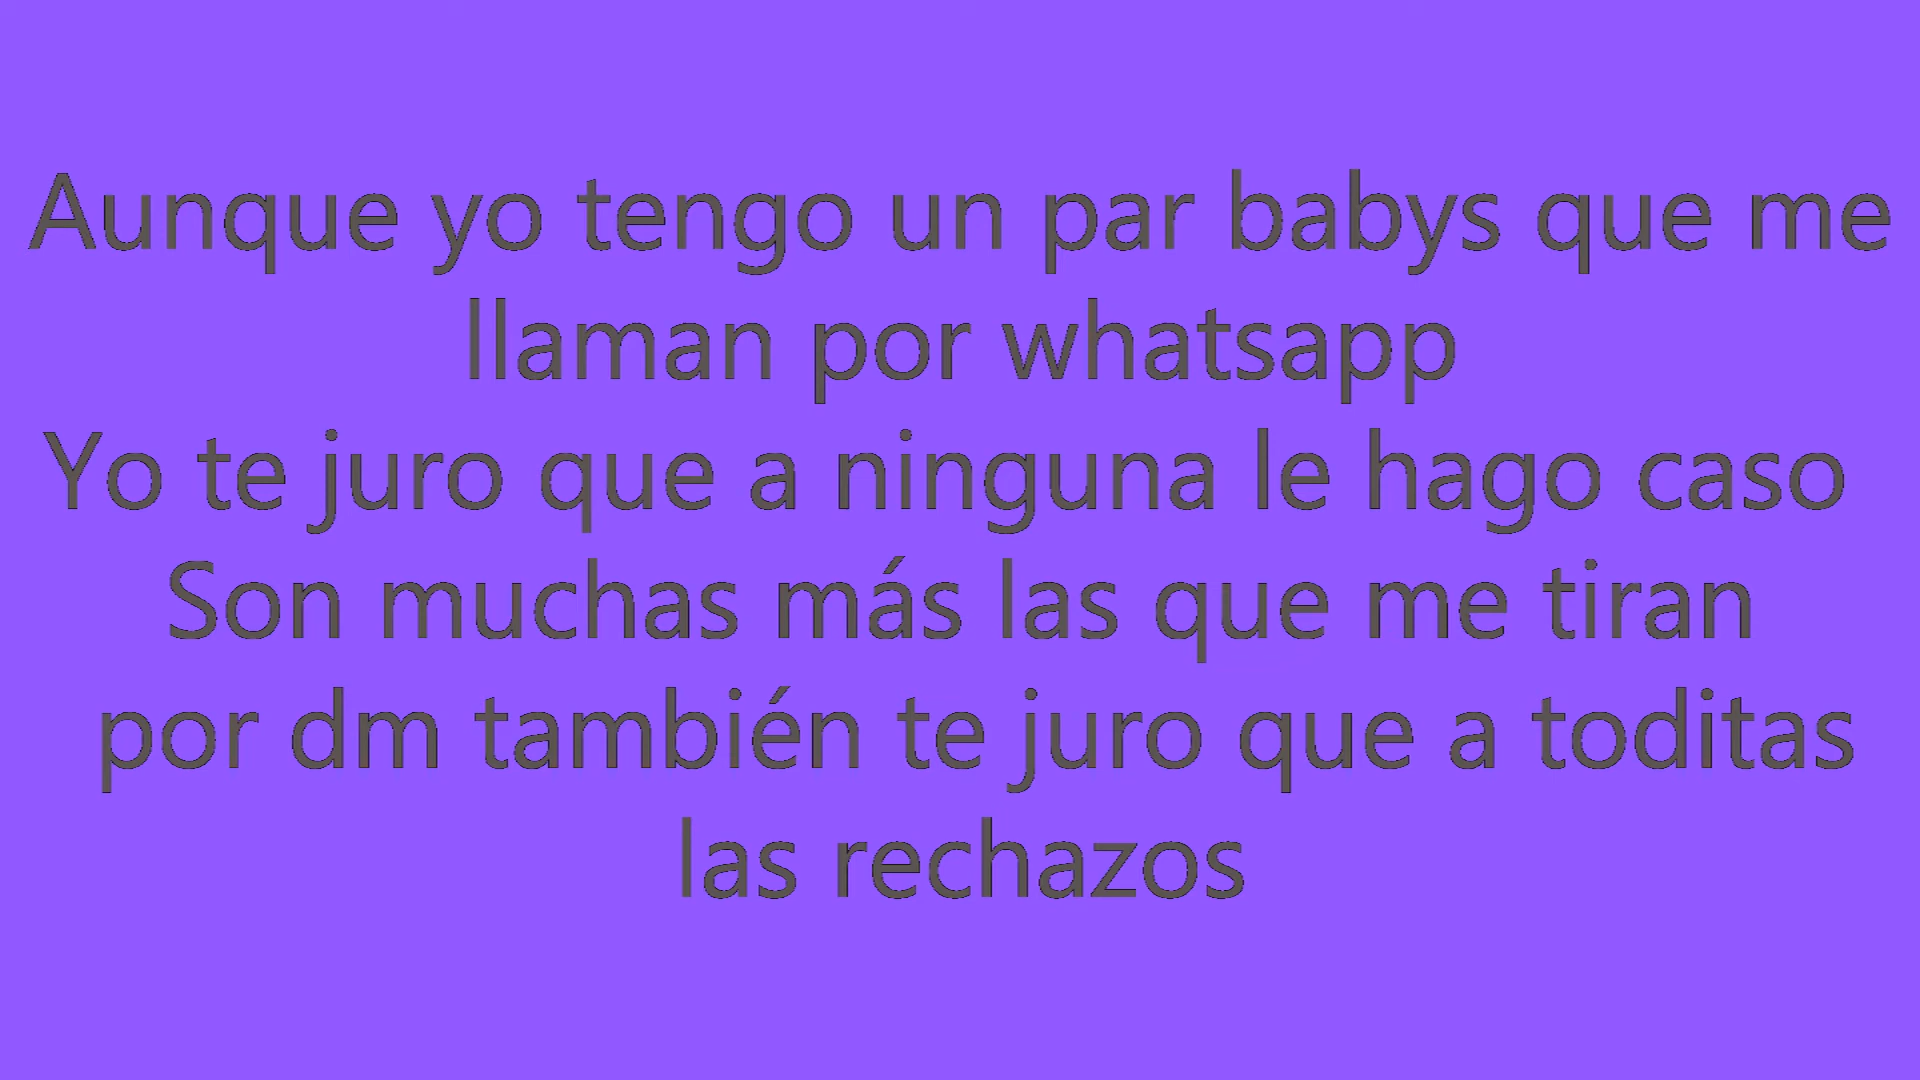 Aunque yo tengo un par babys que me
llaman por whatsapp
Yo te juro que a ninguna le hago caso
Son muchas más las que me tiran
por dm también te juro que a toditas
las rechazos